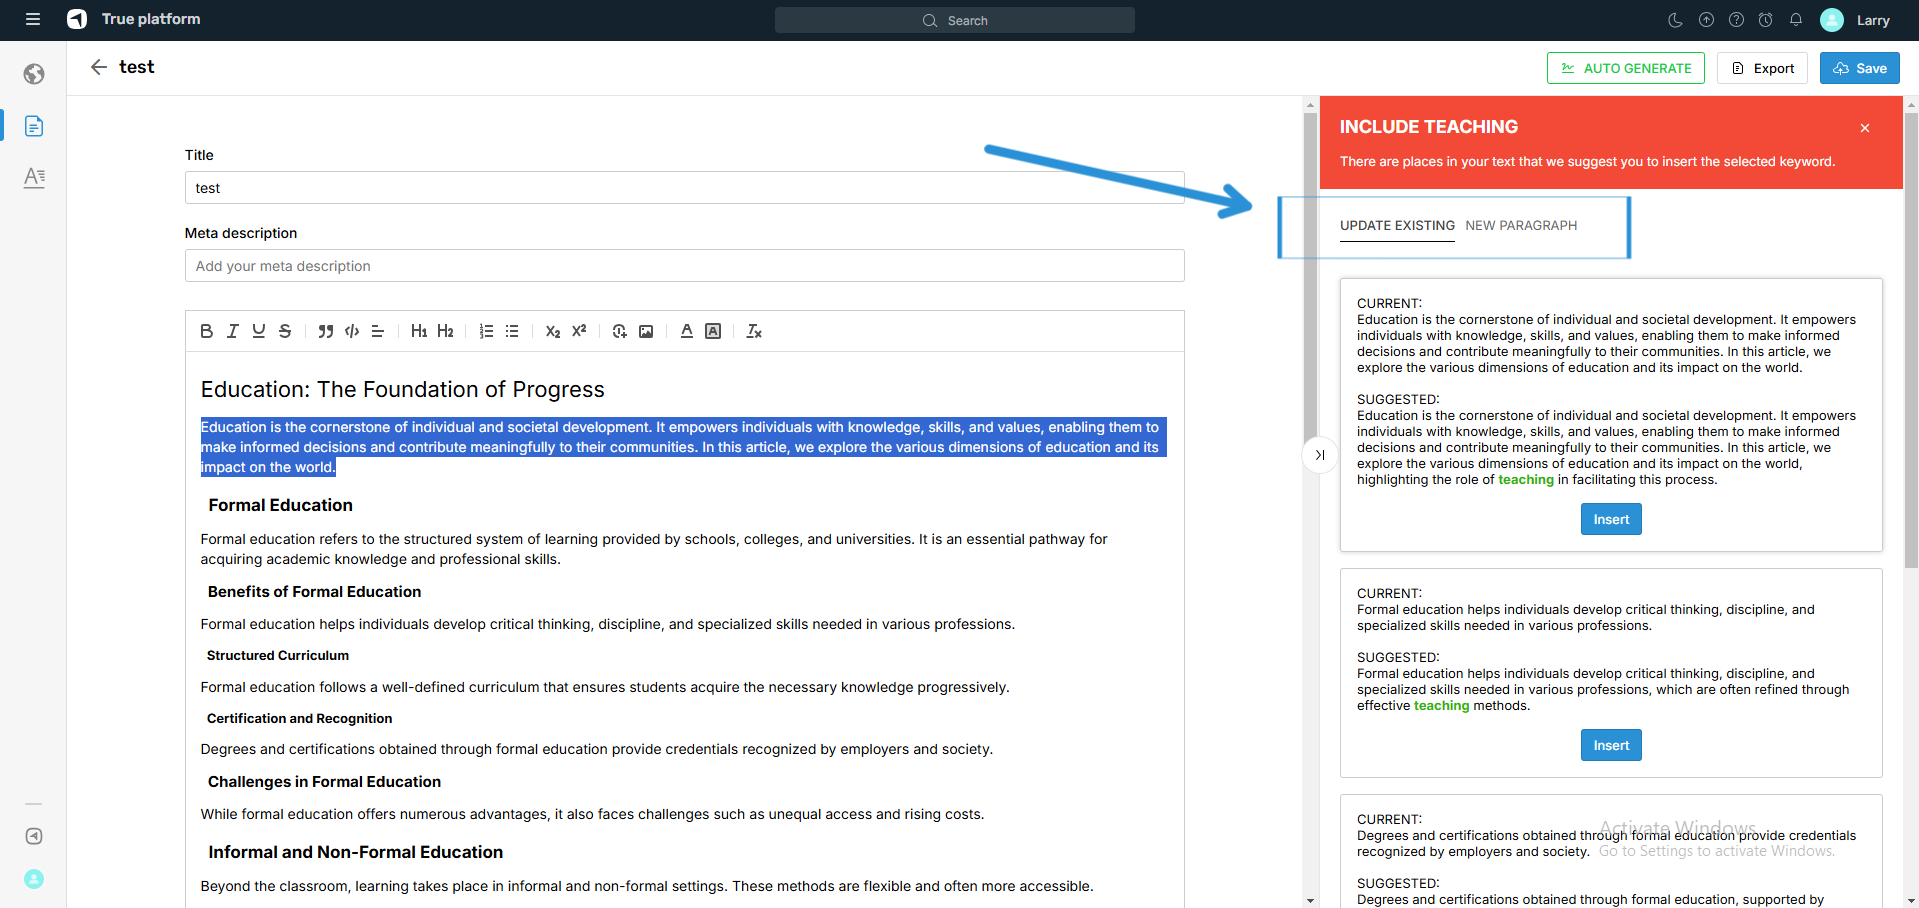 True platform
Search
Larry
test
AUTO GENERATE
Export
Save
Title
test
Meta description
Add your meta description
B I U S H1 H2 X2 X2 A A Tx
Education: The Foundation of Progress
Education is the cornerstone of individual and societal development. It empowers individuals with knowledge, skills, and values, enabling them to
make informed decisions and contribute meaningfully to their communities. In this article, we explore the various dimensions of education and its
impact on the world.
Formal Education
Formal education refers to the structured system of learning provided by schools, colleges, and universities. It is an essential pathway for
acquiring academic knowledge and professional skills.
Benefits of Formal Education
Formal education helps individuals develop critical thinking, discipline, and specialized skills needed in various professions.
Structured Curriculum
Formal education follows a well-defined curriculum that ensures students acquire the necessary knowledge progressively.
Certification and Recognition
Degrees and certifications obtained through formal education provide credentials recognized by employers and society.
Challenges in Formal Education
While formal education offers numerous advantages, it also faces challenges such as unequal access and rising costs.
Informal and Non-Formal Education
Beyond the classroom, learning takes place in informal and non-formal settings. These methods are flexible and often more accessible.
INCLUDE TEACHING
There are places in your text that we suggest you to insert the selected keyword.
UPDATE EXISTING NEW PARAGRAPH
CURRENT:
Education is the cornerstone of individual and societal development. It empowers
individuals with knowledge, skills, and values, enabling them to make informed
decisions and contribute meaningfully to their communities. In this article, we
explore the various dimensions of education and its impact on the world.
SUGGESTED:
Education is the cornerstone of individual and societal development. It empowers
individuals with knowledge, skills, and values, enabling them to make informed
decisions and contribute meaningfully to their communities. In this article, we
explore the various dimensions of education and its impact on the world,
highlighting the role of teaching in facilitating this process.
Insert
CURRENT:
Formal education helps individuals develop critical thinking, discipline, and
specialized skills needed in various professions.
SUGGESTED:
Formal education helps individuals develop critical thinking, discipline, and
specialized skills needed in various professions, which are often refined through
effective teaching methods.
Insert
CURRENT:
Degrees and certifications obtained through formal education provide credentials
recognized by employers and society.
SUGGESTED:
Degrees and certifications obtained through formal education, supported by
Activate Windows
Go to Settings to activate Windows.